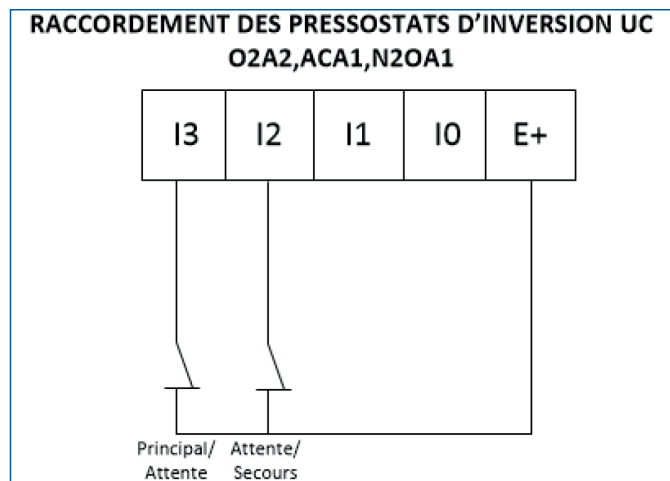 RACCORDEMENT DES PRESSOSTATS D'INVERSION UC
O2A2,ACA1,N2OA1
I3 I2 I1 I0 E+
Principal/ Attente/
Attente Secours